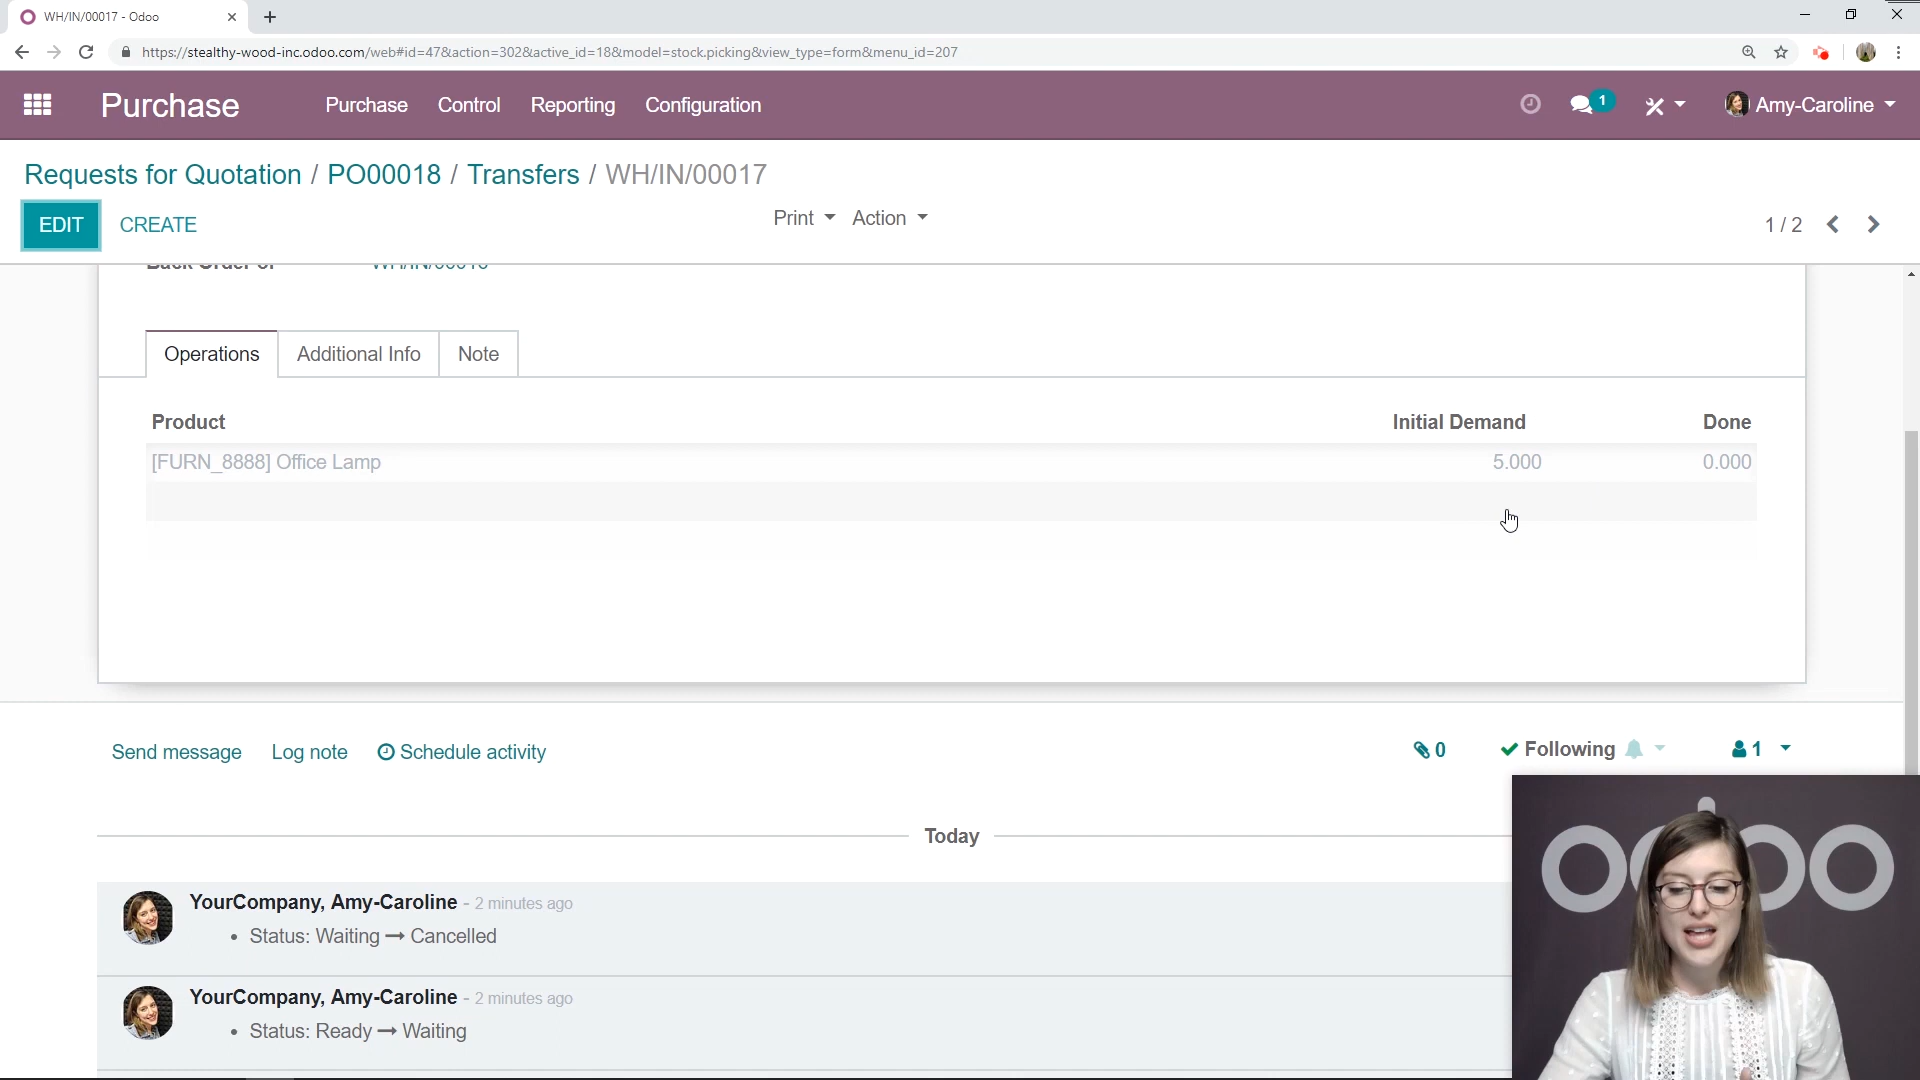 WH/IN/00017 - Odoo
https://stealthy-wood-inc.odoo.com/web#id=47&action=302&active_id=18&model=stock.picking&view_type=form&menu_id=207
Purchase Purchase Control Reporting Configuration 1 Amy-Caroline
Requests for Quotation / PO00018 / Transfers / WH/IN/00017
EDIT CREATE Print Action 1 / 2
Back Order of
Operations Additional Info Note
Product Initial Demand Done
[FURN_8888] Office Lamp 5.000 0.000
Send message Log note Schedule activity 0 Following 1
Today
YourCompany, Amy-Caroline - 2 minutes ago
• Status: Waiting → Cancelled
YourCompany, Amy-Caroline - 2 minutes ago
• Status: Ready → Waiting
odoo